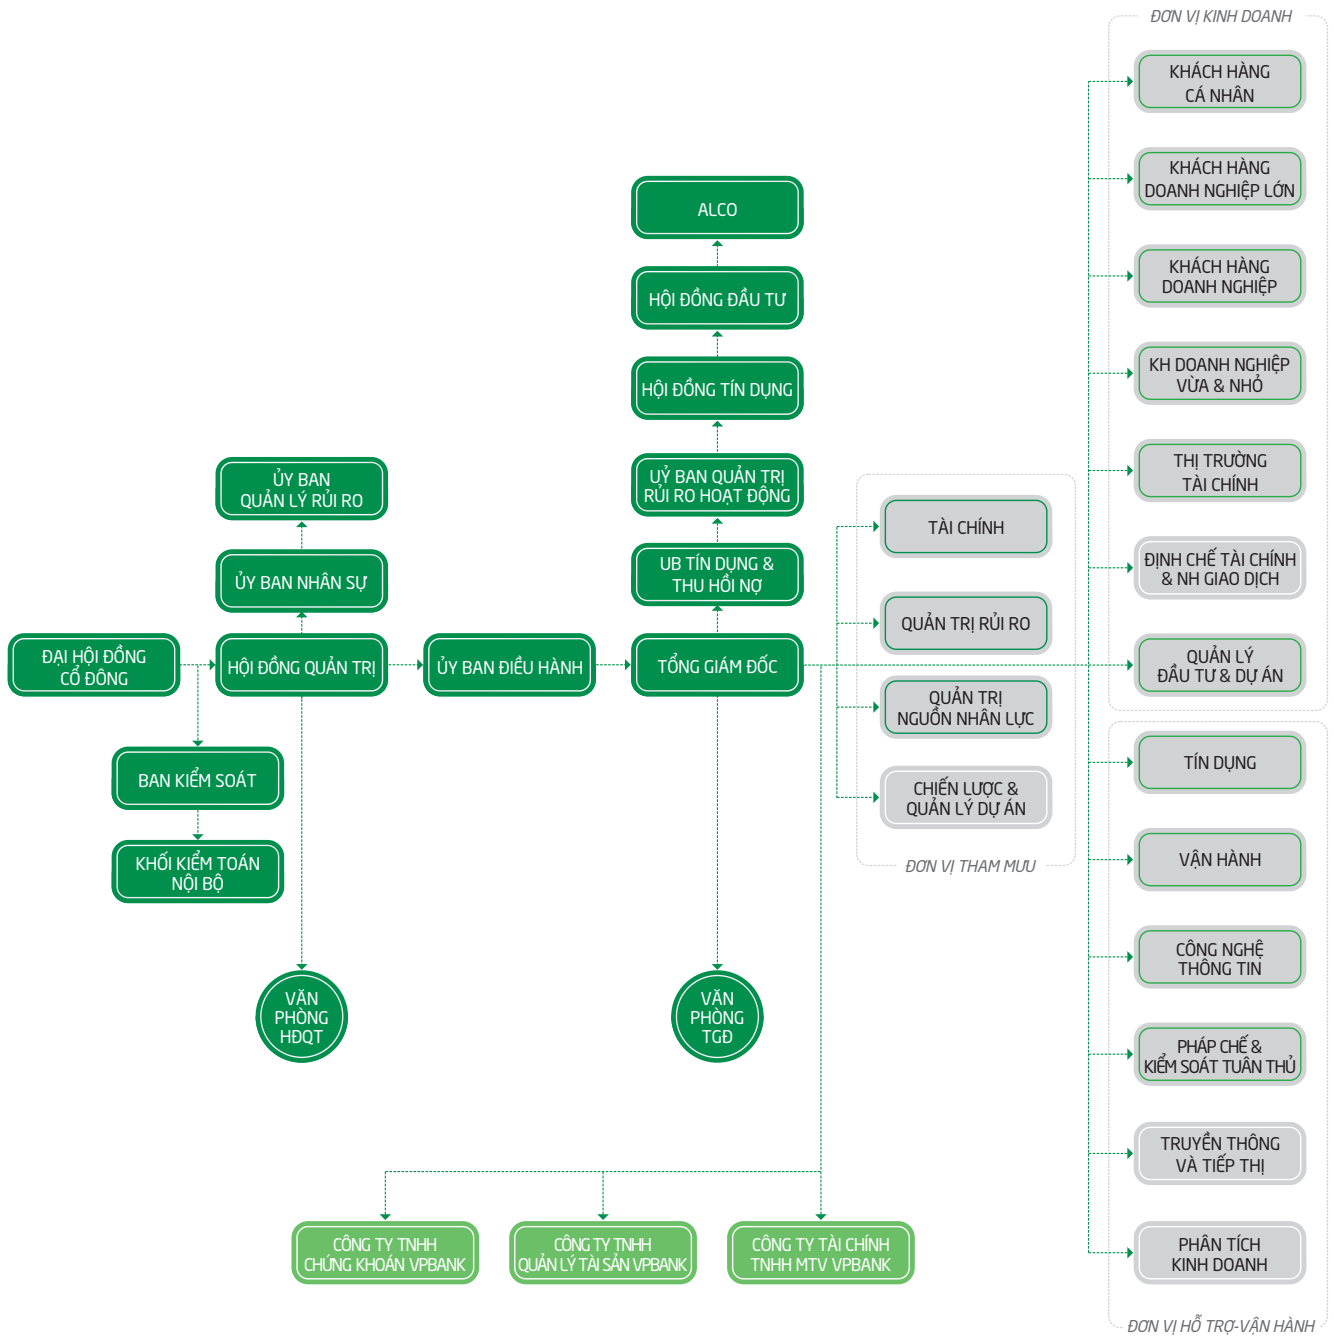 ĐƠN VỊ KINH DOANH
KHÁCH HÀNG
CÁ NHÂN
KHÁCH HÀNG
DOANH NGHIỆP LỚN
KHÁCH HÀNG
DOANH NGHIỆP
KH DOANH NGHIỆP
VỪA & NHỎ
THỊ TRƯỜNG
TÀI CHÍNH
ĐỊNH CHẾ TÀI CHÍNH
& NH GIAO DỊCH
QUẢN LÝ
ĐẦU TƯ & DỰ ÁN
ALCO
HỘI ĐỒNG ĐẦU TƯ
HỘI ĐỒNG TÍN DỤNG
UỶ BAN QUẢN TRỊ
RỦI RO HOẠT ĐỘNG
UB TÍN DỤNG &
THU HỒI NỢ
TỔNG GIÁM ĐỐC
ỦY BAN
QUẢN LÝ RỦI RO
ỦY BAN NHÂN SỰ
HỘI ĐỒNG QUẢN TRỊ
ỦY BAN ĐIỀU HÀNH
ĐẠI HỘI ĐỒNG
CỔ ĐÔNG
BAN KIỂM SOÁT
KHỐI KIỂM TOÁN
NỘI BỘ
VĂN
PHÒNG
HĐQT
VĂN
PHÒNG
TGĐ
TÀI CHÍNH
QUẢN TRỊ RỦI RO
QUẢN TRỊ
NGUỒN NHÂN LỰC
CHIẾN LƯỢC &
QUẢN LÝ DỰ ÁN
ĐƠN VỊ THAM MƯU
TÍN DỤNG
VẬN HÀNH
CÔNG NGHỆ
THÔNG TIN
PHÁP CHẾ &
KIỂM SOÁT TUÂN THỦ
TRUYỀN THÔNG
VÀ TIẾP THỊ
PHÂN TÍCH
KINH DOANH
ĐƠN VỊ HỖ TRỢ-VẬN HÀNH
CÔNG TY TNHH
CHỨNG KHOÁN VPBANK
CÔNG TY TNHH
QUẢN LÝ TÀI SẢN VPBANK
CÔNG TY TÀI CHÍNH
TNHH MTV VPBANK